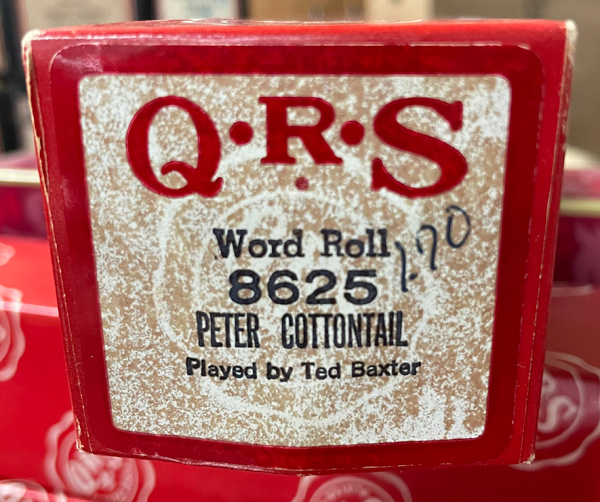 Q•R•S
Word Roll
1.70
8625
PETER COTTONTAIL
Played by Ted Baxter